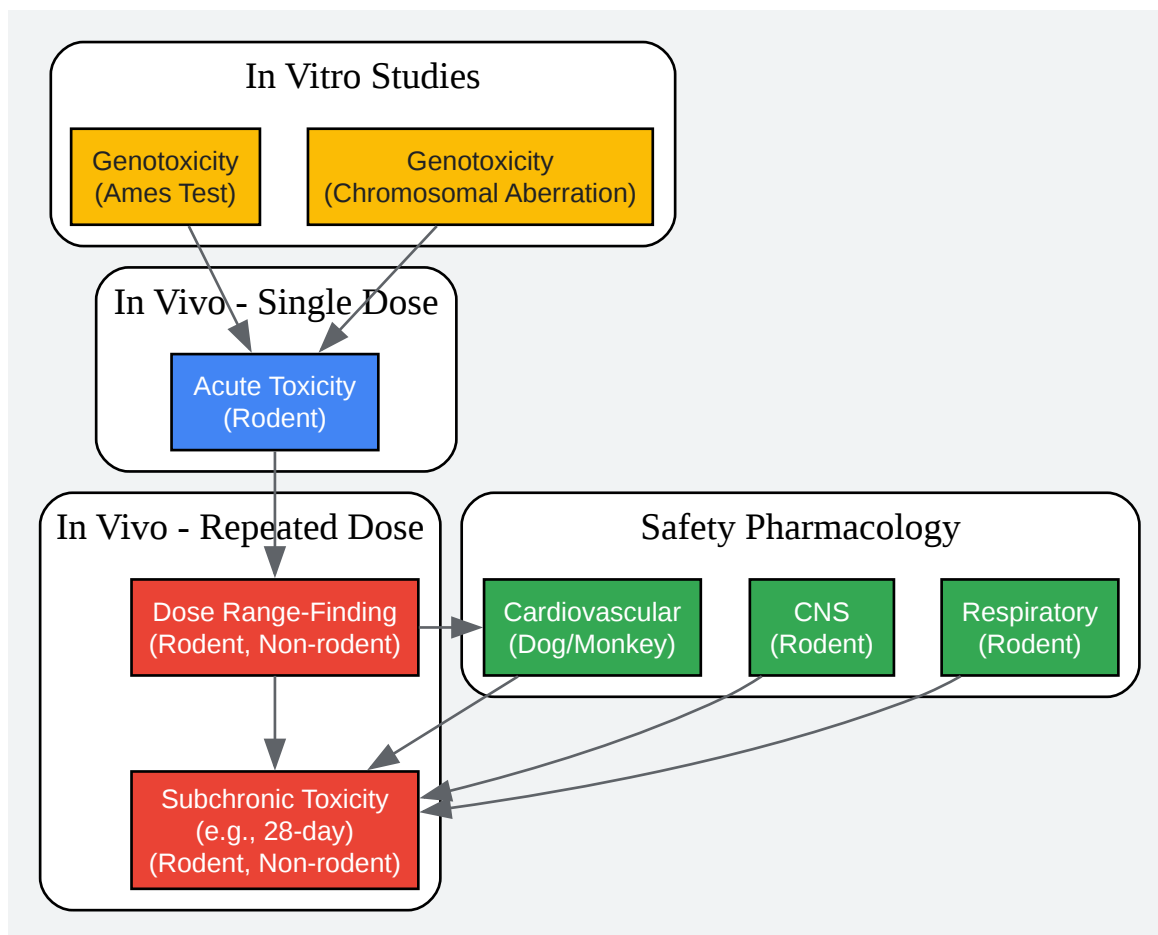 In Vitro Studies
Genotoxicity
(Ames Test)
Genotoxicity
(Chromosomal Aberration)
In Vivo - Single Dose
Acute Toxicity
(Rodent)
In Vivo - Repeated Dose
Dose Range-Finding
(Rodent, Non-rodent)
Subchronic Toxicity
(e.g., 28-day)
(Rodent, Non-rodent)
Safety Pharmacology
Cardiovascular
(Dog/Monkey)
CNS
(Rodent)
Respiratory
(Rodent)